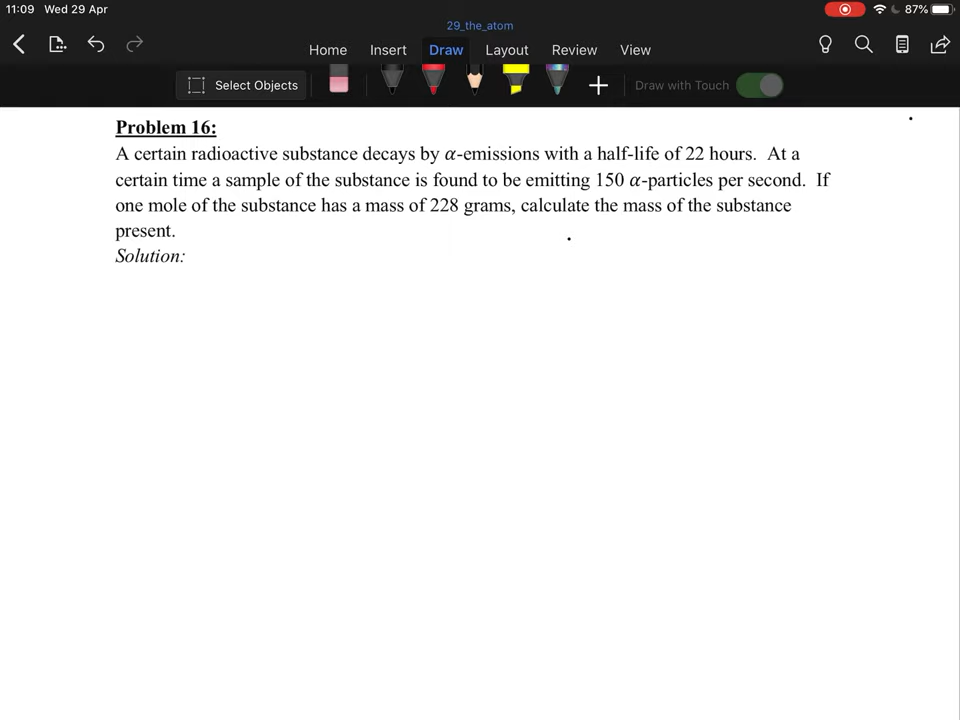 11:09 Wed 29 Apr
87%
29_the_atom
Home Insert Draw Layout Review View
Select Objects
Draw with Touch
Problem 16:
A certain radioactive substance decays by α-emissions with a half-life of 22 hours. At a
certain time a sample of the substance is found to be emitting 150 α-particles per second. If
one mole of the substance has a mass of 228 grams, calculate the mass of the substance
present.
Solution: